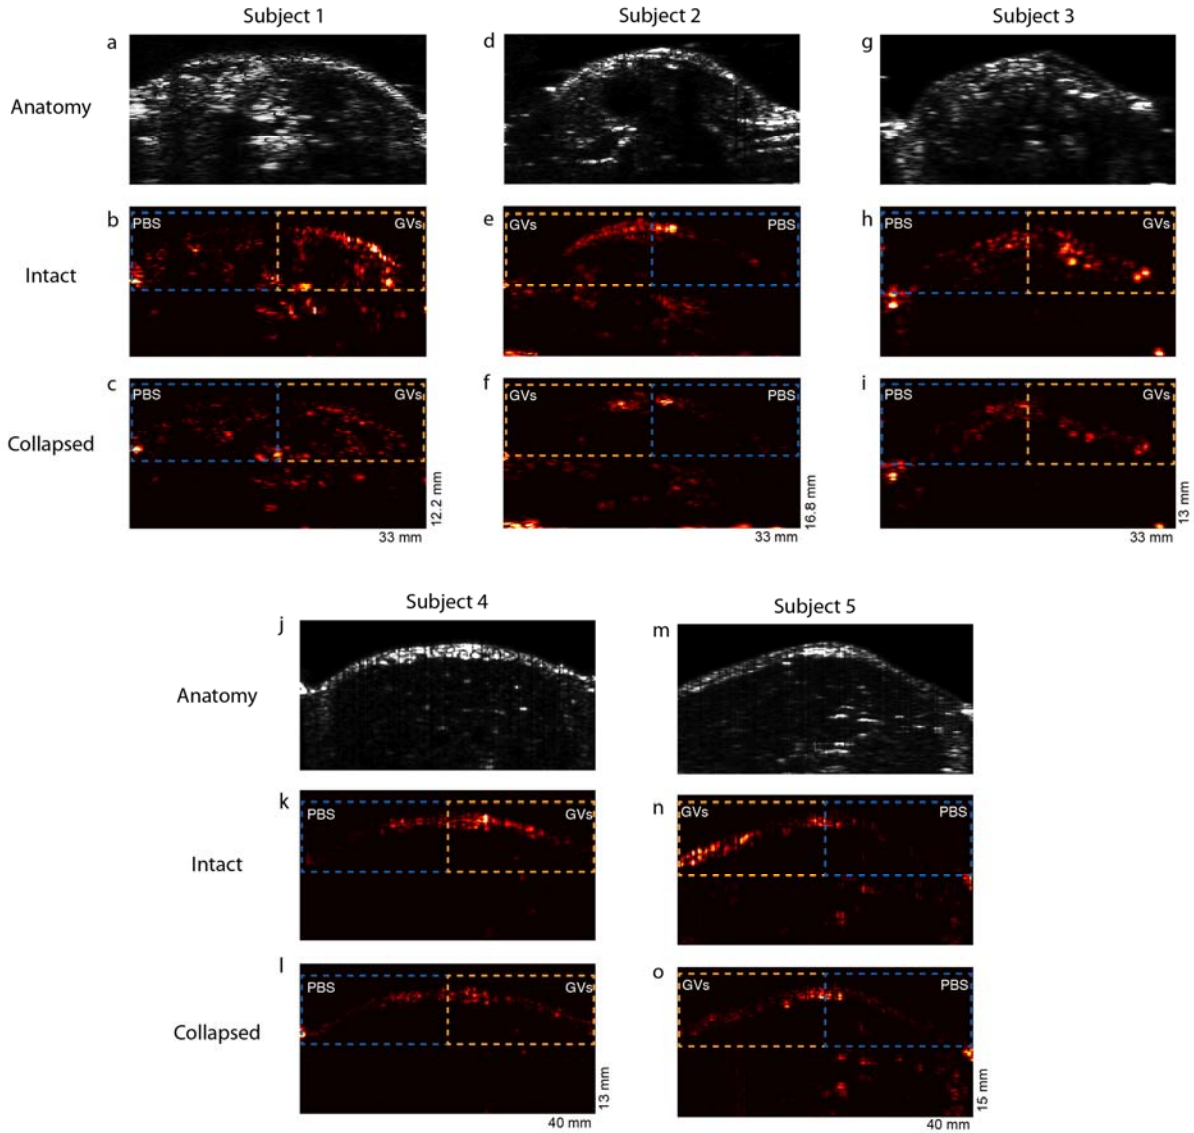 Subject 1 Subject 2 Subject 3
a d g
Anatomy
b PBS GVs e GVs PBS h PBS GVs
Intact
c PBS GVs f GVs PBS i PBS GVs
Collapsed
12.2 mm 16.8 mm 13 mm
33 mm 33 mm 33 mm
Subject 4 Subject 5
j m
Anatomy
k PBS GVs n GVs PBS
Intact
l PBS GVs o GVs PBS
Collapsed
13 mm 15 mm
40 mm 40 mm